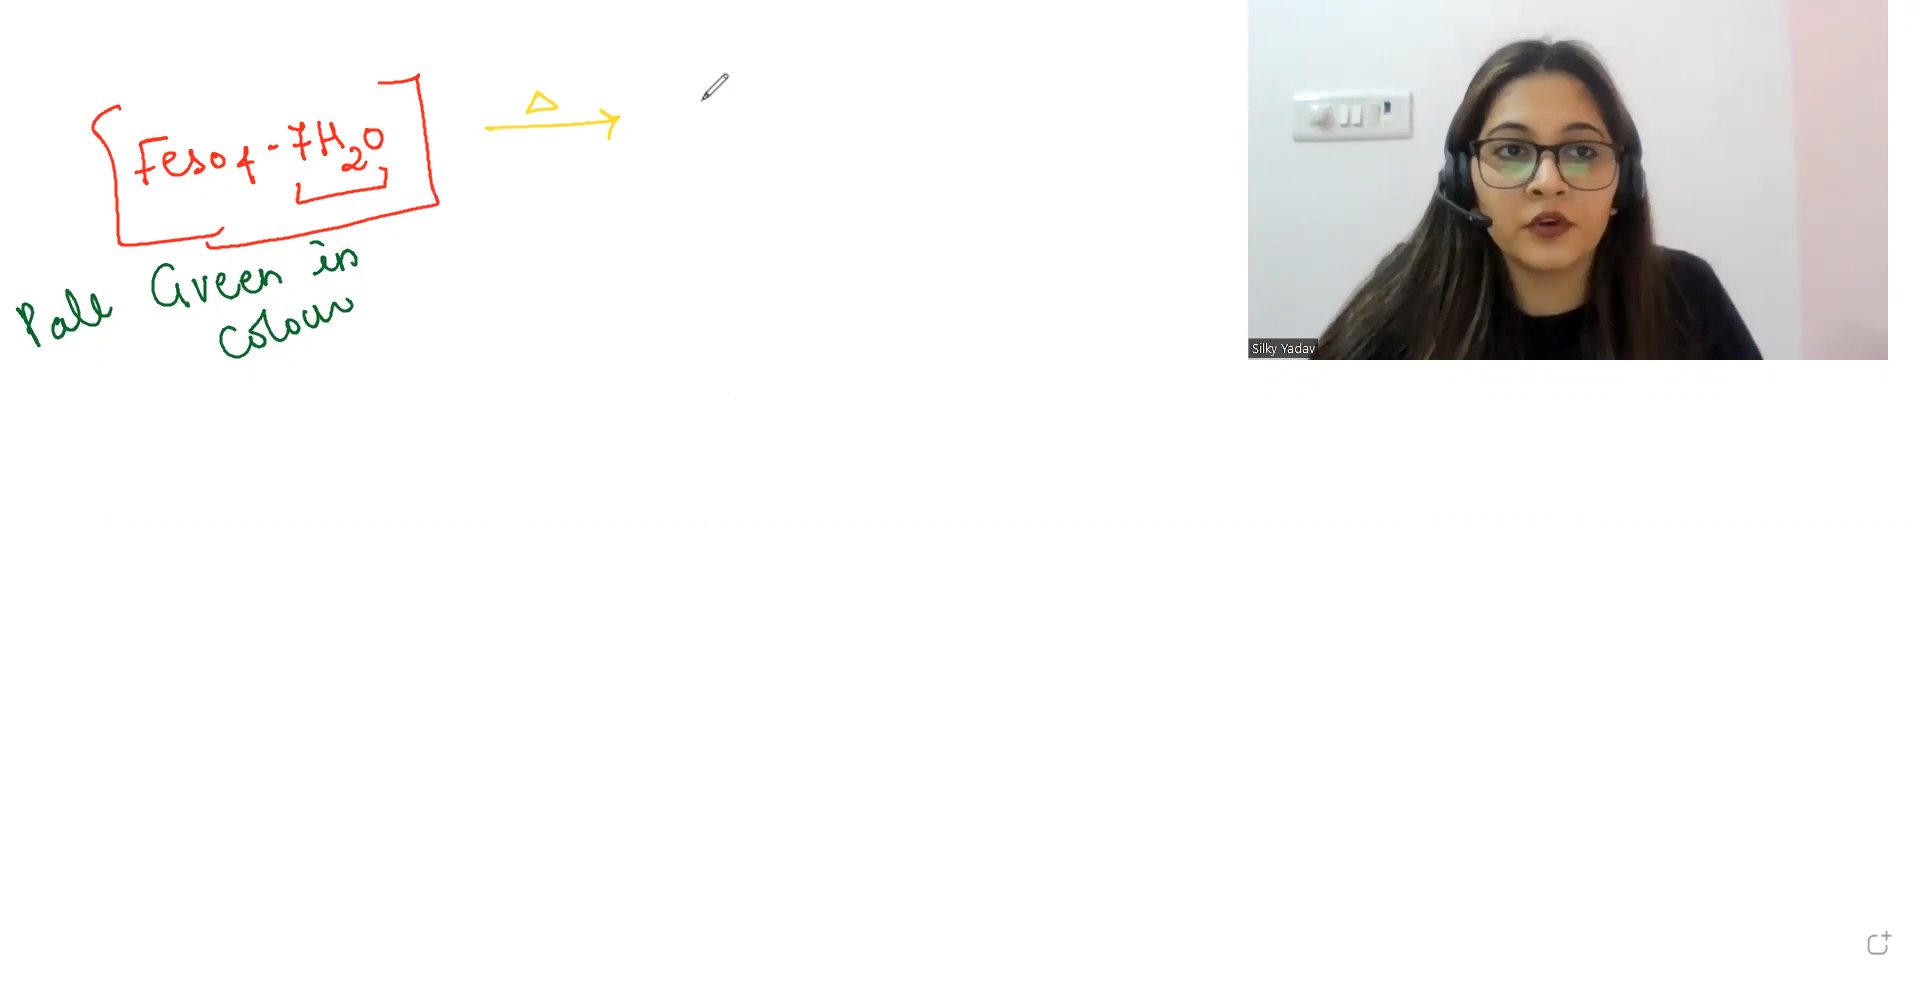 FeSO4·7H2O
Δ
Pale Green in
colour
Silky Yadav